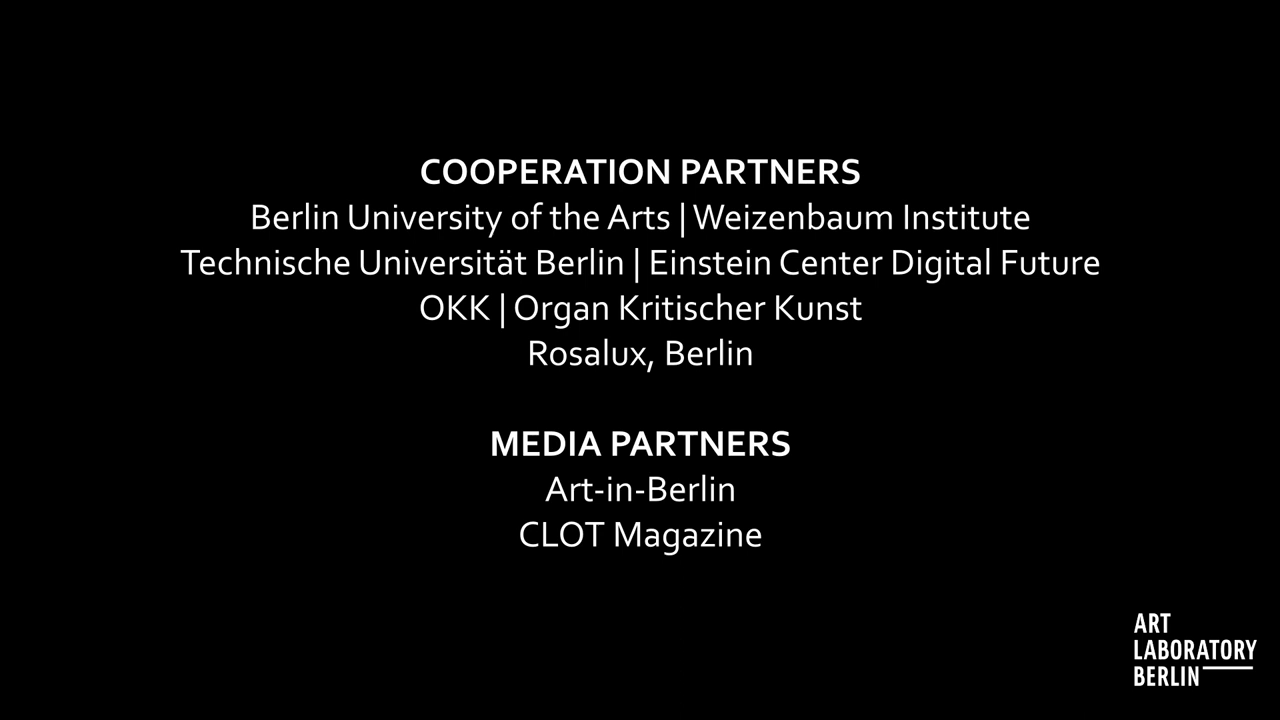 COOPERATION PARTNERS
Berlin University of the Arts | Weizenbaum Institute
Technische Universität Berlin | Einstein Center Digital Future
OKK | Organ Kritischer Kunst
Rosalux, Berlin
MEDIA PARTNERS
Art-in-Berlin
CLOT Magazine
ART
LABORATORY
BERLIN